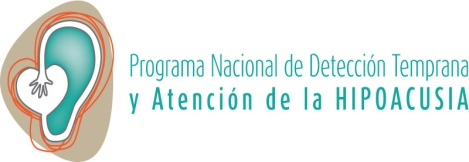 Programa Nacional de Detección Temprana
y Atención de la HIPOACUSIA